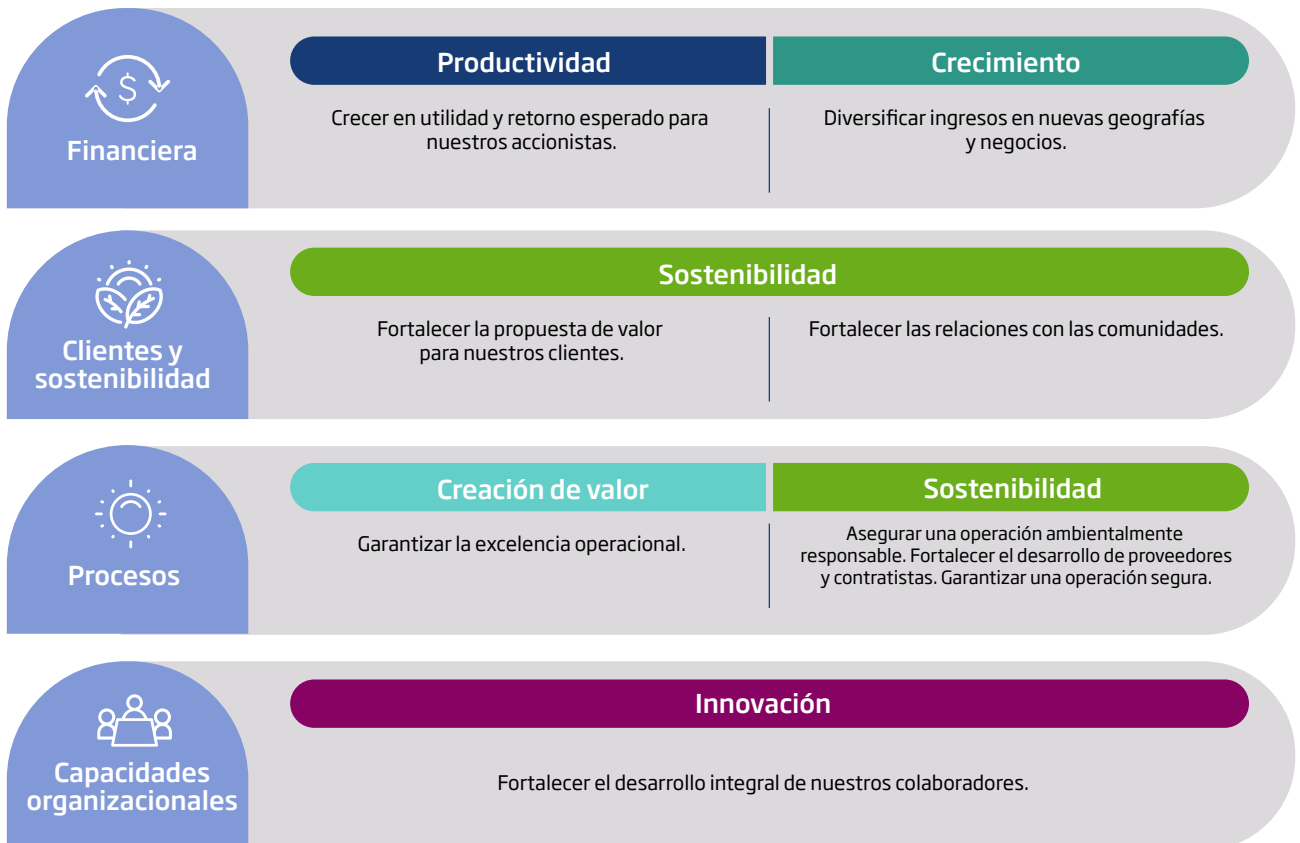 Financiera
Productividad
Crecer en utilidad y retorno esperado para
nuestros accionistas.
Crecimiento
Diversificar ingresos en nuevas geografías
y negocios.
Clientes y
sostenibilidad
Sostenibilidad
Fortalecer la propuesta de valor
para nuestros clientes.
Fortalecer las relaciones con las comunidades.
Procesos
Creación de valor
Garantizar la excelencia operacional.
Sostenibilidad
Asegurar una operación ambientalmente
responsable. Fortalecer el desarrollo de proveedores
y contratistas. Garantizar una operación segura.
Capacidades
organizacionales
Innovación
Fortalecer el desarrollo integral de nuestros colaboradores.